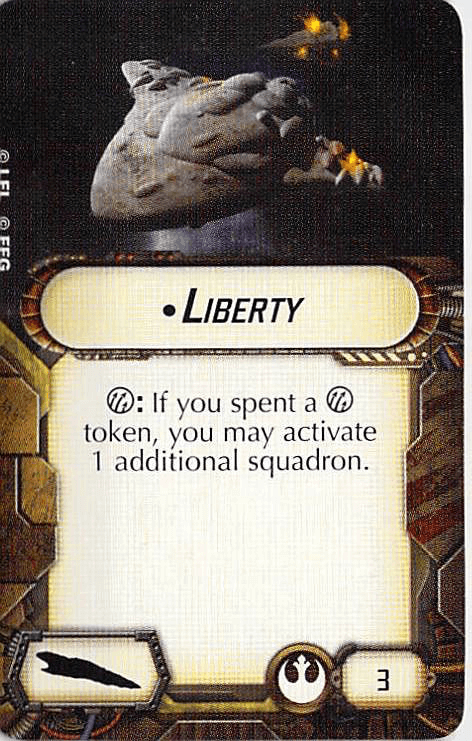 © LFL © FFG
• LIBERTY
: If you spent a
token, you may activate
1 additional squadron.
3